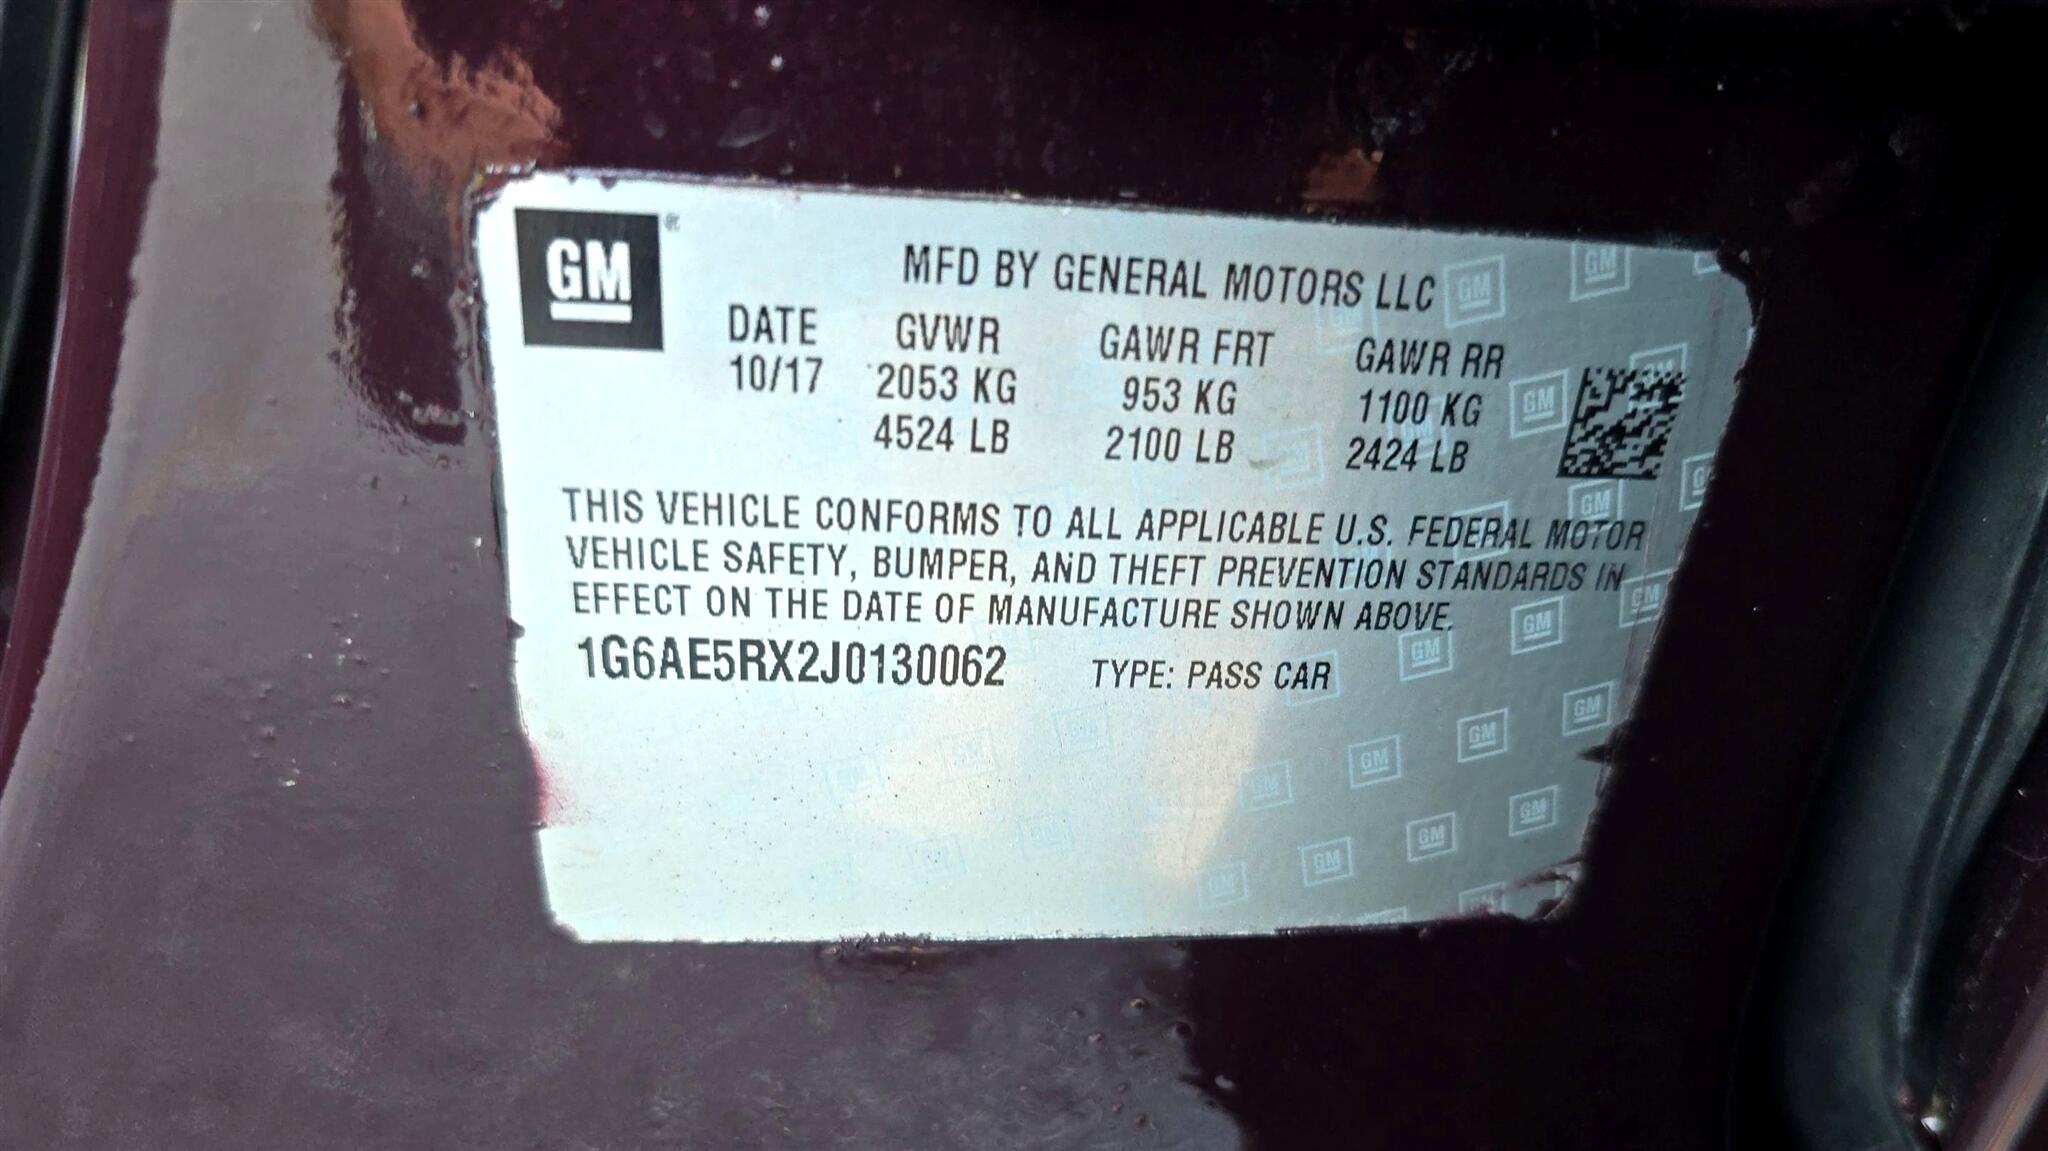 GM
MFD BY GENERAL MOTORS LLC
DATE GVWR GAWR FRT GAWR RR
10/17 2053 KG 953 KG 1100 KG
4524 LB 2100 LB 2424 LB
THIS VEHICLE CONFORMS TO ALL APPLICABLE U.S. FEDERAL MOTOR
VEHICLE SAFETY, BUMPER, AND THEFT PREVENTION STANDARDS IN
EFFECT ON THE DATE OF MANUFACTURE SHOWN ABOVE.
1G6AE5RX2J0130062 TYPE: PASS CAR